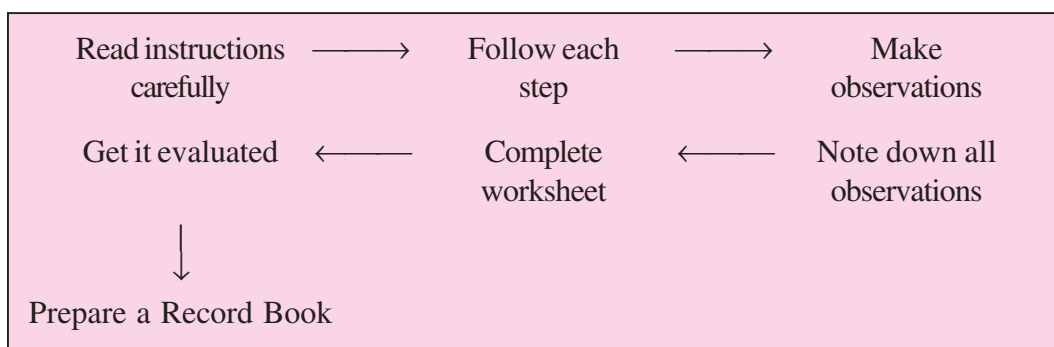 Read instructions
carefully
Follow each
step
Make
observations
Note down all
observations
Complete
worksheet
Get it evaluated
Prepare a Record Book